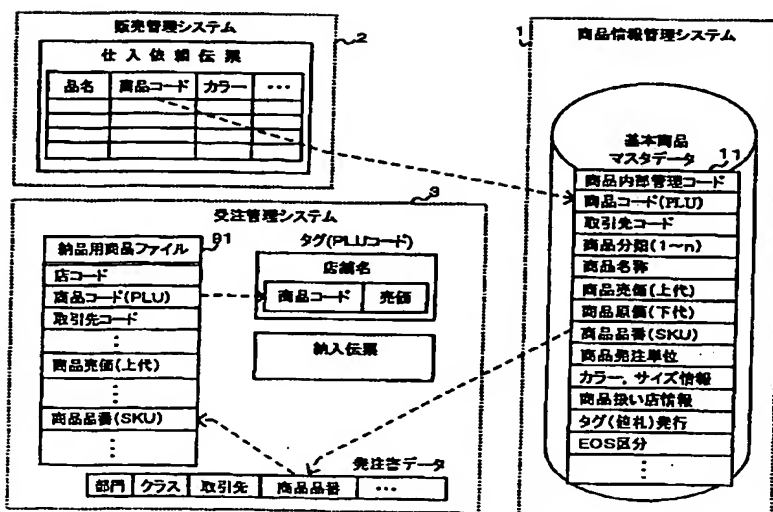 販売管理システム
2
仕入依頼伝票
品名 商品コード カラー ・・・
1
商品情報管理システム
基本商品
マスタデータ
11
商品内部管理コード
商品コード(PLU)
取引先コード
商品分類(1〜n)
商品名称
商品売価(上代)
商品原価(下代)
商品品番(SKU)
商品発注単位
カラー,サイズ情報
商品扱い店情報
タグ(値札)発行
EOS区分
3
受注管理システム
納品用商品ファイル
店コード
商品コード(PLU)
取引先コード
商品売価(上代)
商品品番(SKU)
タグ(PLUコード)
店舗名
商品コード 売価
納入伝票
データ
部門 クラス 取引先 商品品番 ・・・